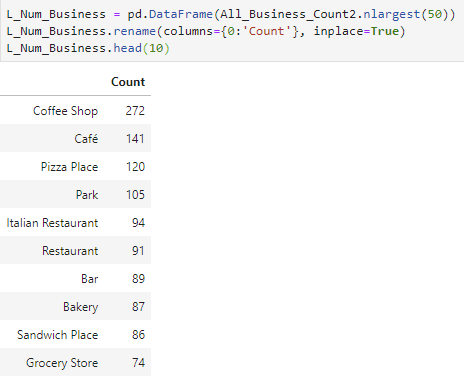 L_Num_Business = pd.DataFrame(All_Business_Count2.nlargest(50))
L_Num_Business.rename(columns={0:'Count'}, inplace=True)
L_Num_Business.head(10)
Count
Coffee Shop 272
Café 141
Pizza Place 120
Park 105
Italian Restaurant 94
Restaurant 91
Bar 89
Bakery 87
Sandwich Place 86
Grocery Store 74